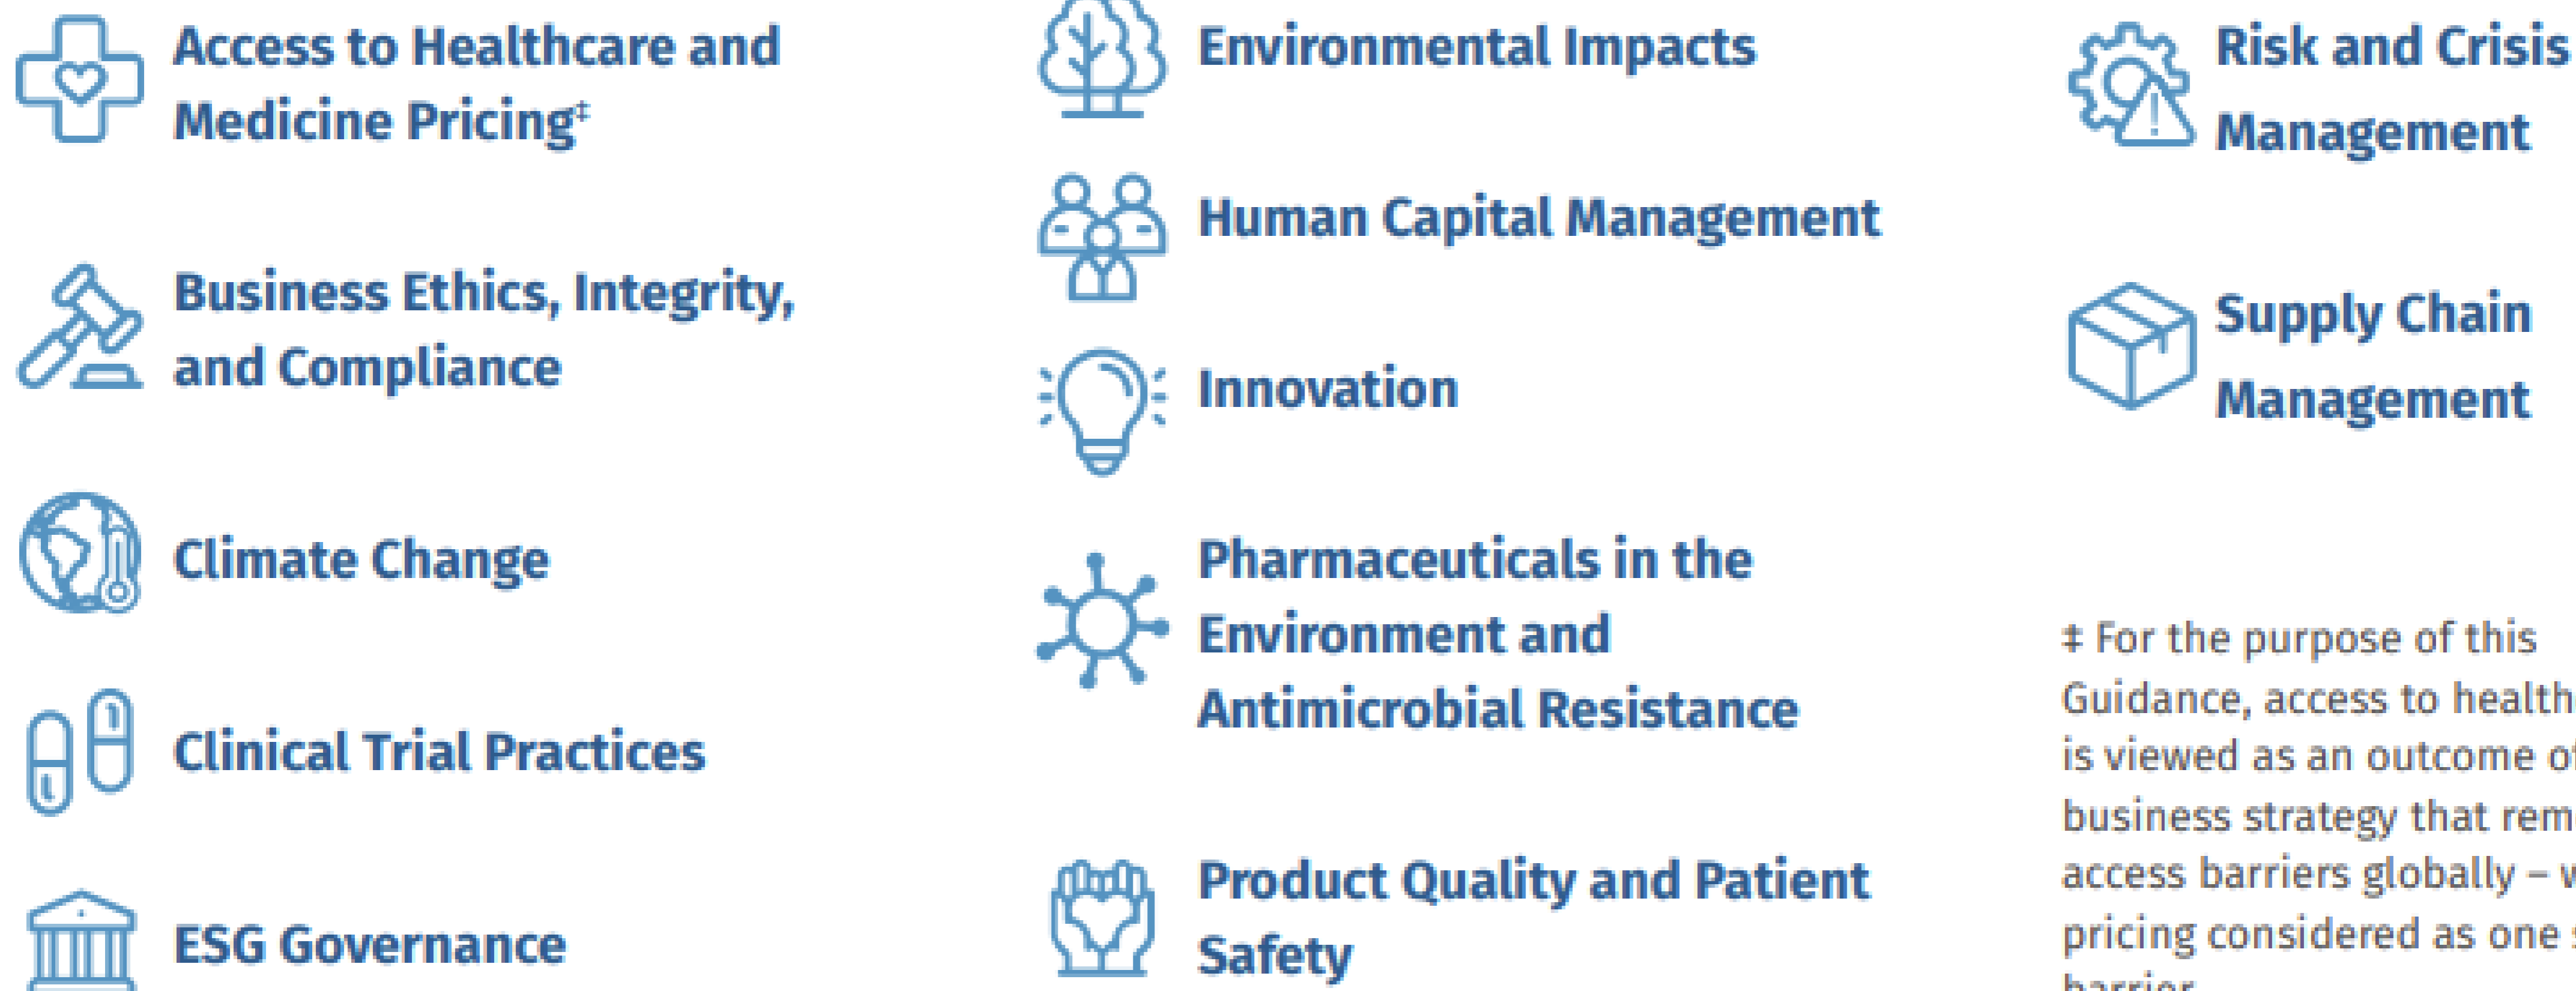 Access to Healthcare and
Medicine Pricing‡
Business Ethics, Integrity,
and Compliance
Climate Change
Clinical Trial Practices
ESG Governance
Environmental Impacts
Human Capital Management
Innovation
Pharmaceuticals in the
Environment and
Antimicrobial Resistance
Product Quality and Patient
Safety
Risk and Crisis
Management
Supply Chain
Management
‡ For the purpose of this
Guidance, access to health
is viewed as an outcome of
business strategy that rem
access barriers globally –
pricing considered as one
barrier